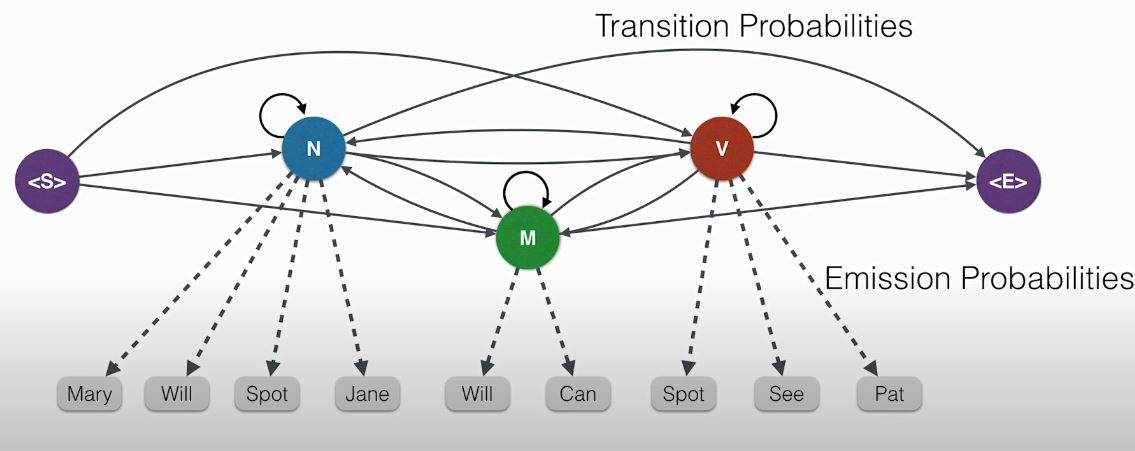 Transition Probabilities
<S>
N
V
<E>
M
Emission Probabilities
Mary
Will
Spot
Jane
Will
Can
Spot
See
Pat